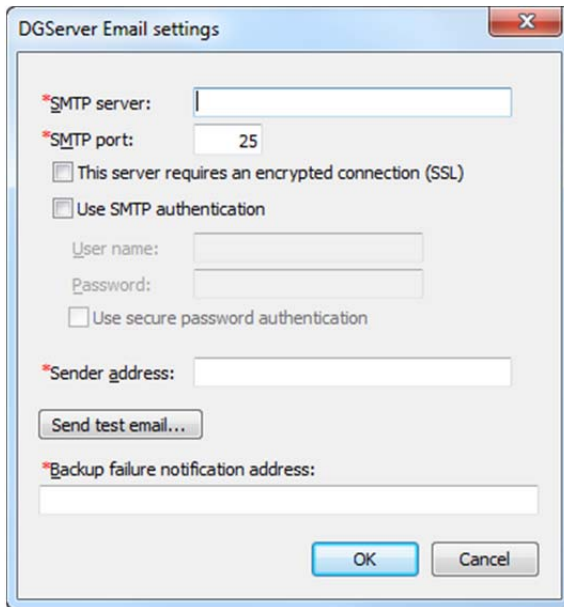 DGServer Email settings
*SMTP server:
*SMTP port: 25
This server requires an encrypted connection (SSL)
Use SMTP authentication
User name:
Password:
Use secure password authentication
*Sender address:
Send test email...
*Backup failure notification address:
OK Cancel